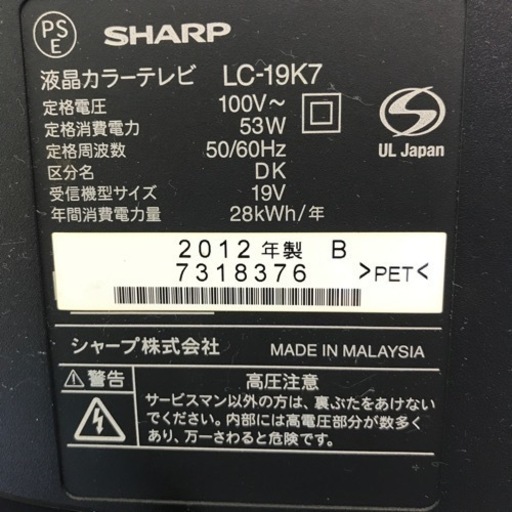 PS
E
SHARP
液晶カラーテレビ LC-19K7
定格電圧 100V~
定格消費電力 53W
定格周波数 50/60Hz
区分名 DK
受信機型サイズ 19V
年間消費電力量 28kWh/年
S
UL Japan
2012年製 B
7318376 >PET<
シャープ株式会社 MADE IN MALAYSIA
警告 高圧注意
サービスマン以外の方は、裏ぶたをあけない
でください。内部には高電圧部分が数多く
あり、万一さわると危険です。